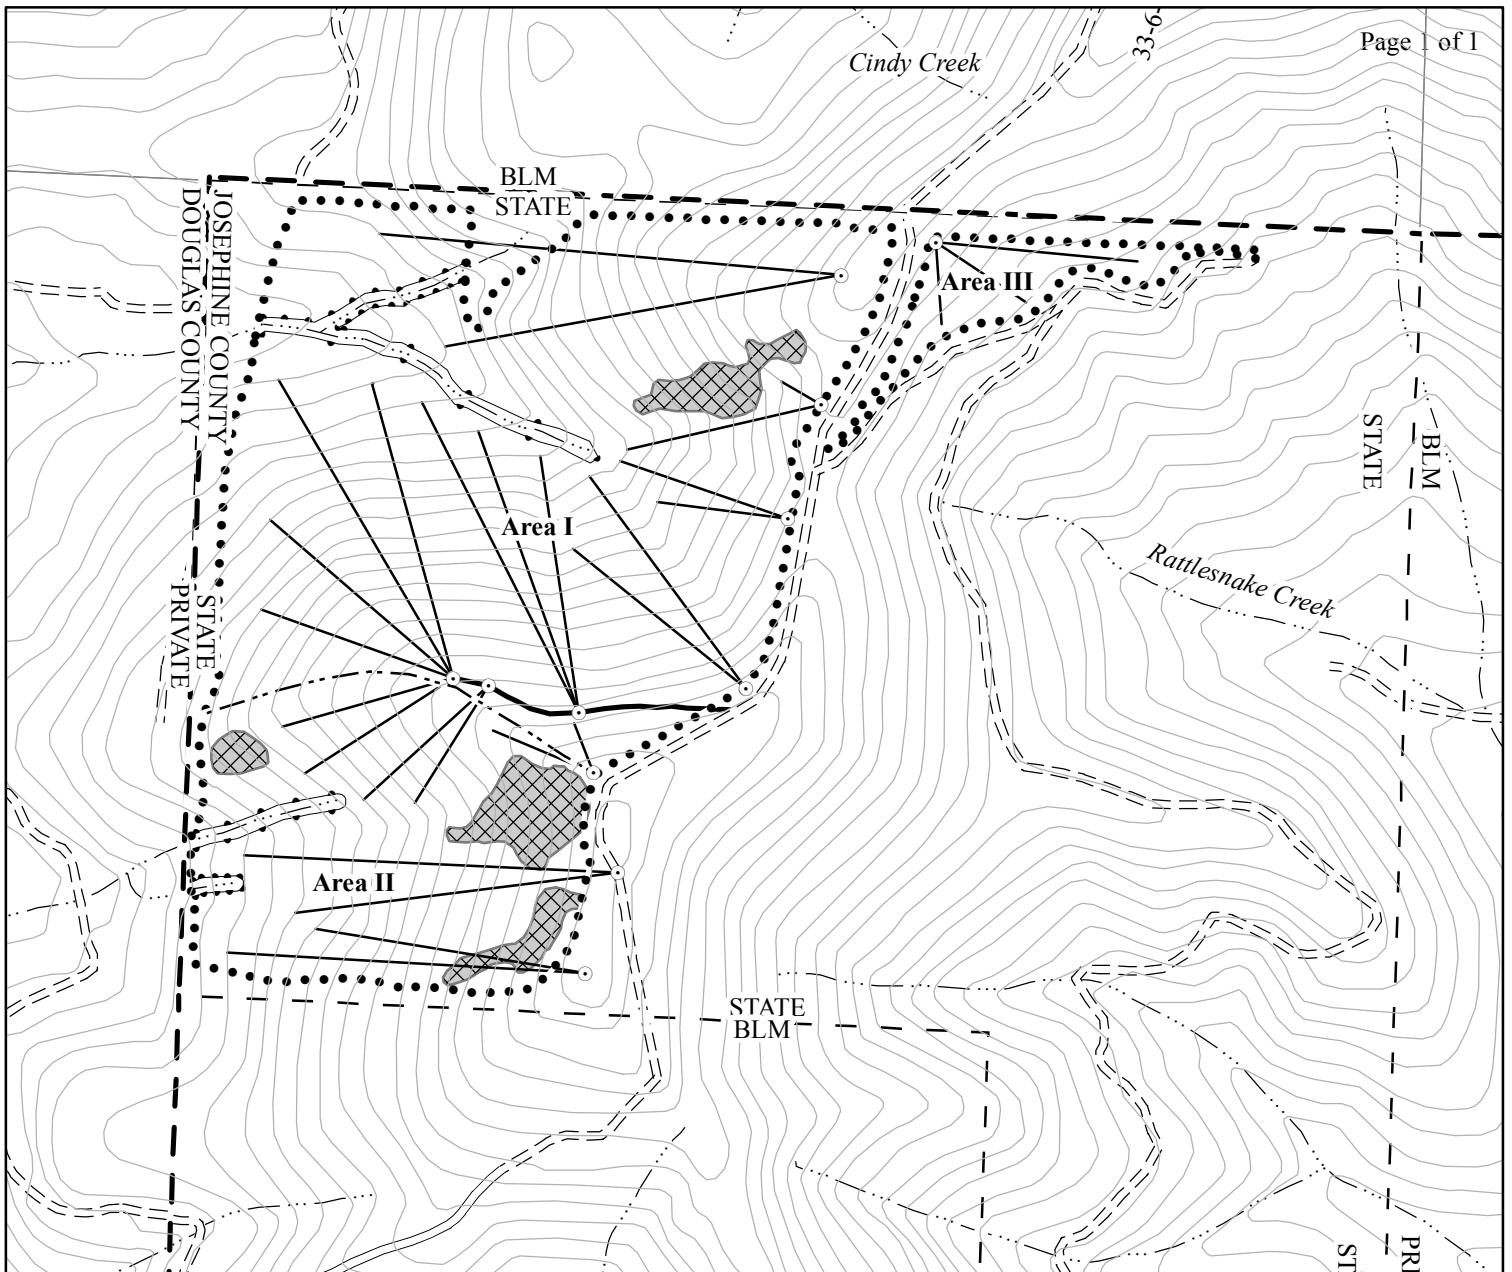 33-6-
Page 1 of 1
Cindy Creek
BLM
STATE
JOSEPHINE COUNTY
DOUGLAS COUNTY
Area III
STATE
BLM
Area I
Rattlesnake Creek
STATE
PRIVATE
Area II
STATE
BLM
ST
PRI